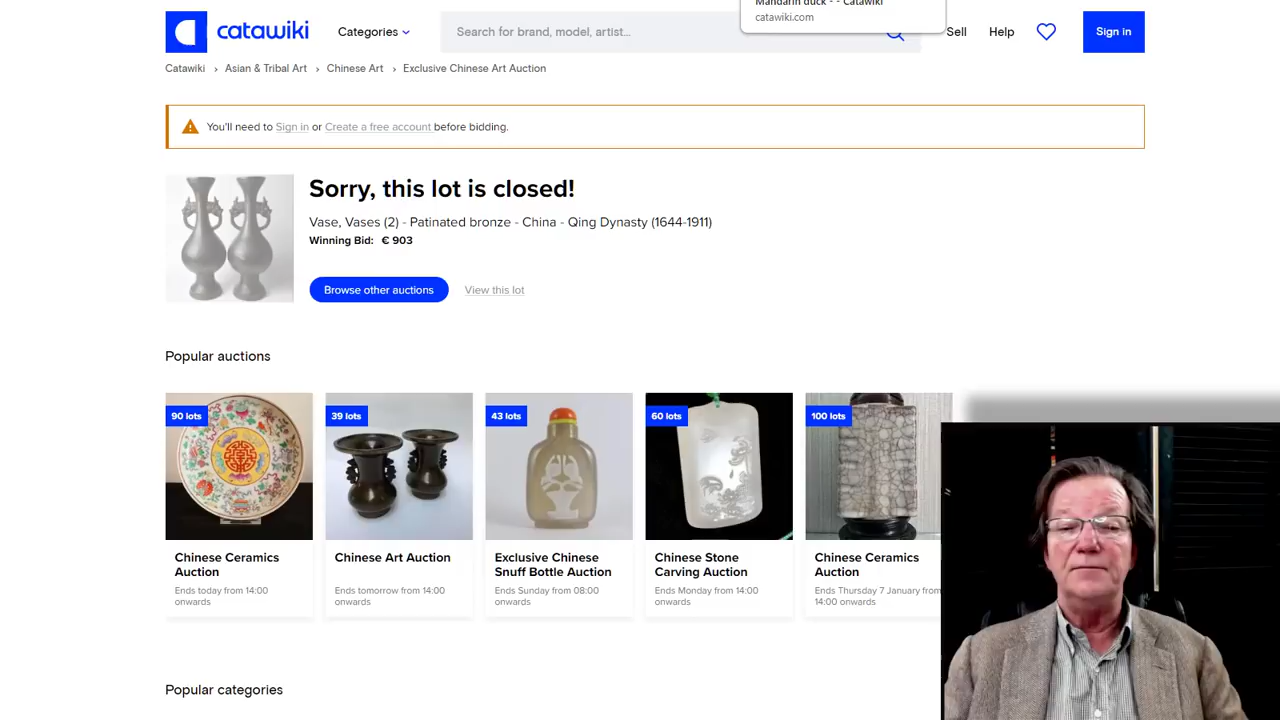 Mandarin duck - - Catawiki
catawiki.com
catawiki
Categories
Search for brand, model, artist...
Sell
Help
Sign in
Catawiki › Asian & Tribal Art › Chinese Art › Exclusive Chinese Art Auction
You'll need to Sign in or Create a free account before bidding.
Sorry, this lot is closed!
Vase, Vases (2) - Patinated bronze - China - Qing Dynasty (1644-1911)
Winning Bid: € 903
Browse other auctions
View this lot
Popular auctions
90 lots
Chinese Ceramics
Auction
Ends today from 14:00
onwards
39 lots
Chinese Art Auction
Ends tomorrow from 14:00
onwards
43 lots
Exclusive Chinese
Snuff Bottle Auction
Ends Sunday from 08:00
onwards
60 lots
Chinese Stone
Carving Auction
Ends Monday from 14:00
onwards
100 lots
Chinese Ceramics
Auction
Ends Thursday 7 January from
14:00 onwards
Popular categories